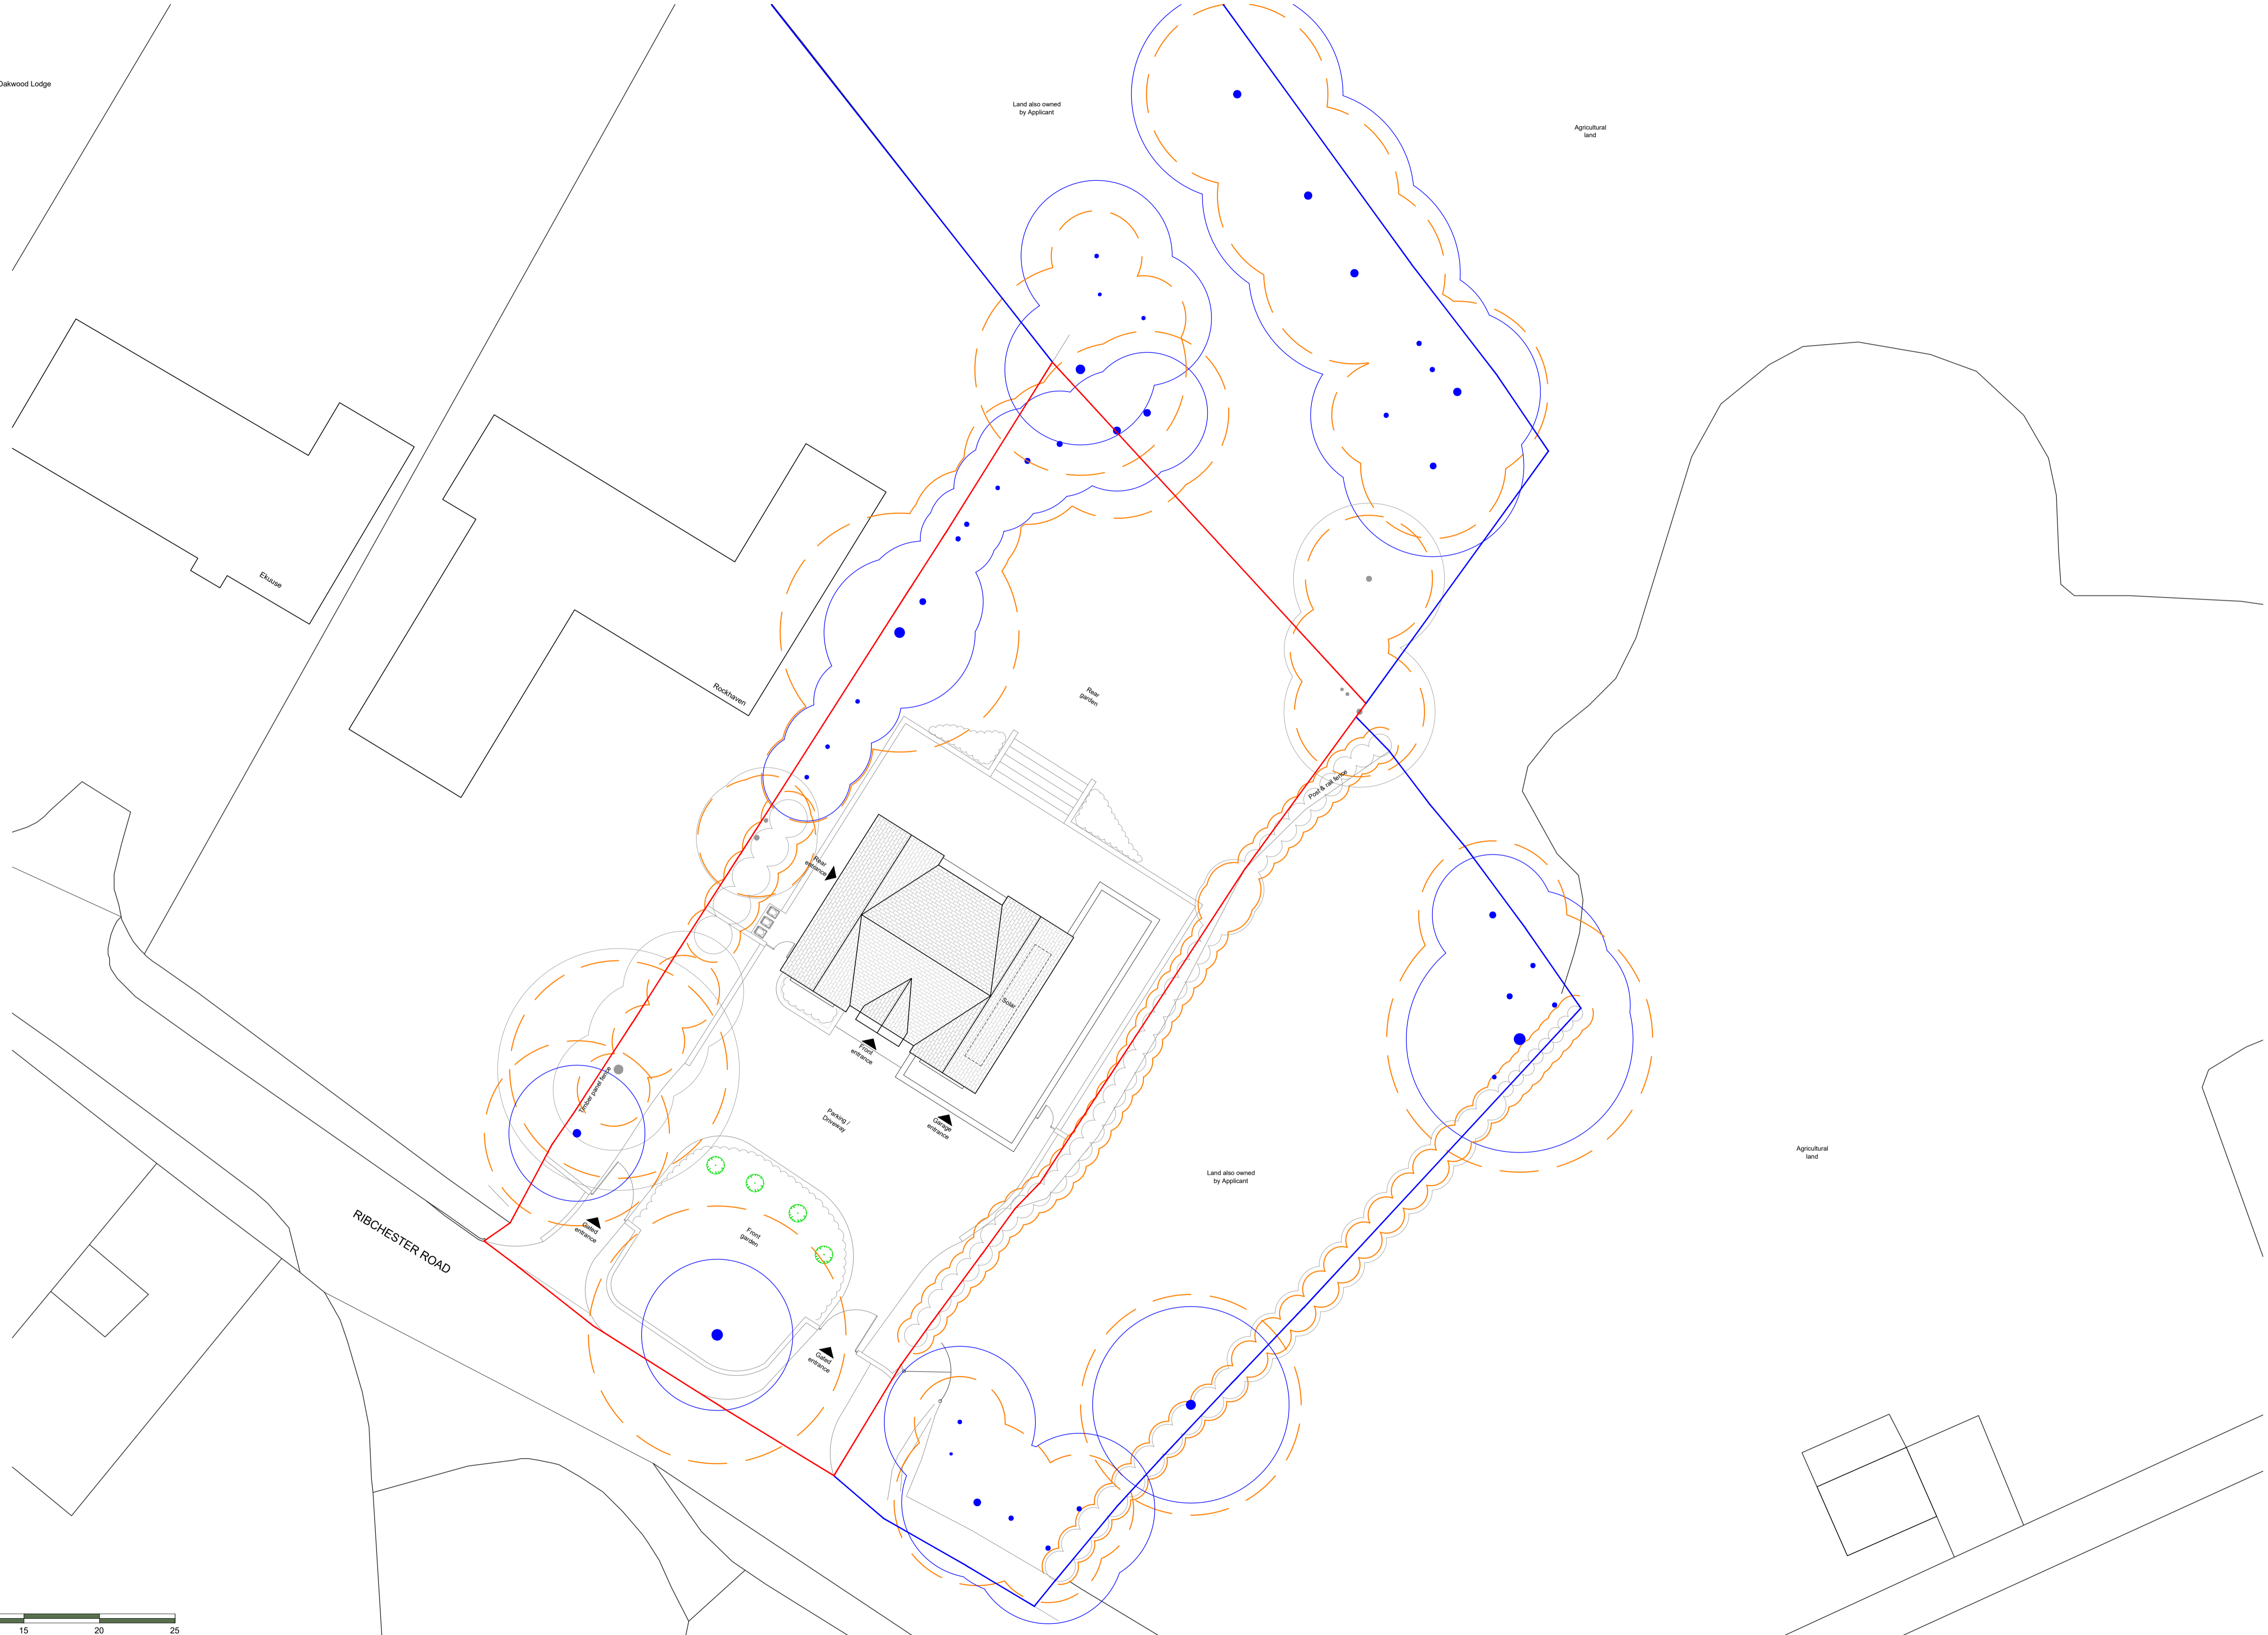 Oakwood Lodge
Land also owned
by Applicant
Agricultural
land
Ekuuse
Rockhaven
Rear
garden
Post & rail fence
Rear
entrance
Solar
Front
entrance
Timber panel fence
Parking /
Driveway
Garage
entrance
Land also owned
by Applicant
Agricultural
land
RIBCHESTER ROAD
Gated
entrance
Front
garden
Gated
entrance
15
20
25